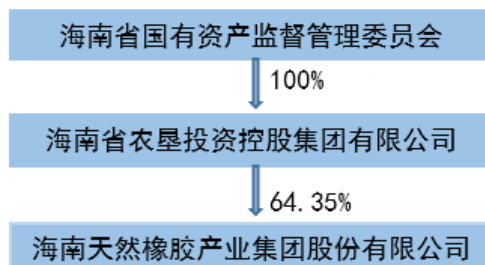 海南省国有资产监督管理委员会
100%
海南省农垦投资控股集团有限公司
64.35%
海南天然橡胶产业集团股份有限公司